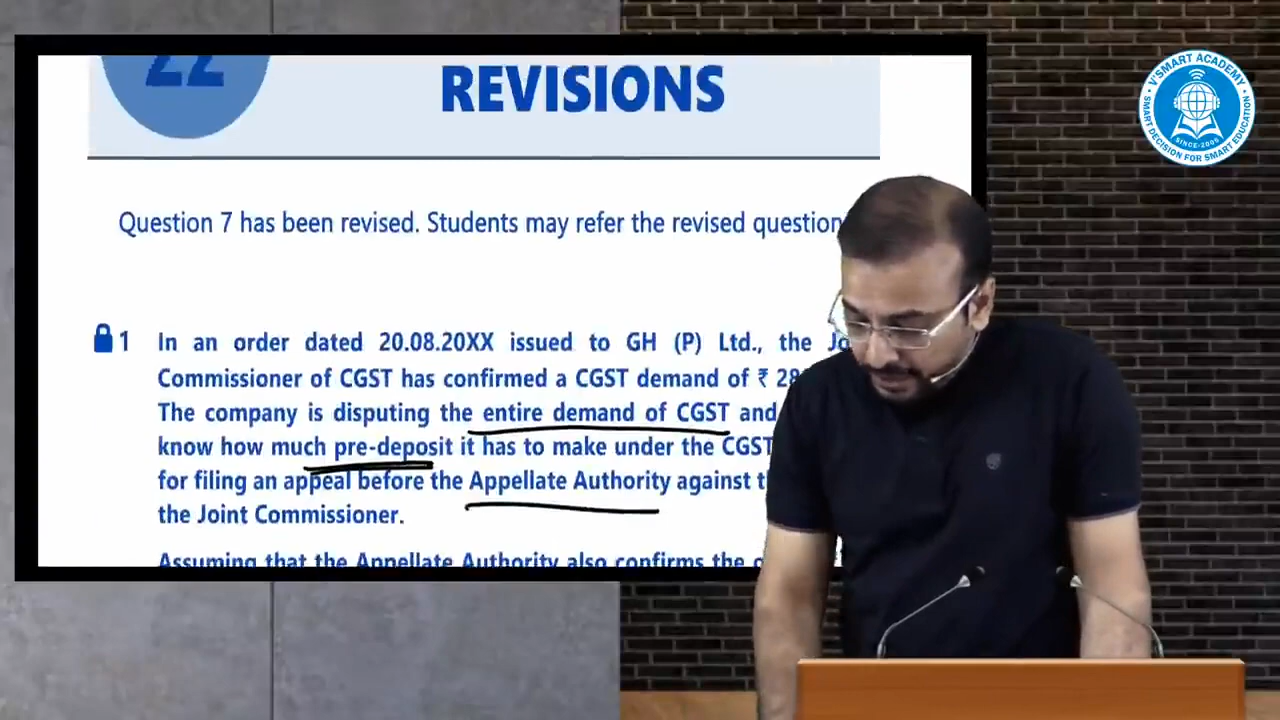 22
REVISIONS
Question 7 has been revised. Students may refer the revised question
1 In an order dated 20.08.20XX issued to GH (P) Ltd., the
Commissioner of CGST has confirmed a CGST demand of ₹
The company is disputing the entire demand of CGST and
know how much pre-deposit it has to make under the CGST
for filing an appeal before the Appellate Authority against
the Joint Commissioner.
Assuming that the Appellate Authority also confirms the
V'SMART ACADEMY
SMART DECISION FOR SMART EDUCATION